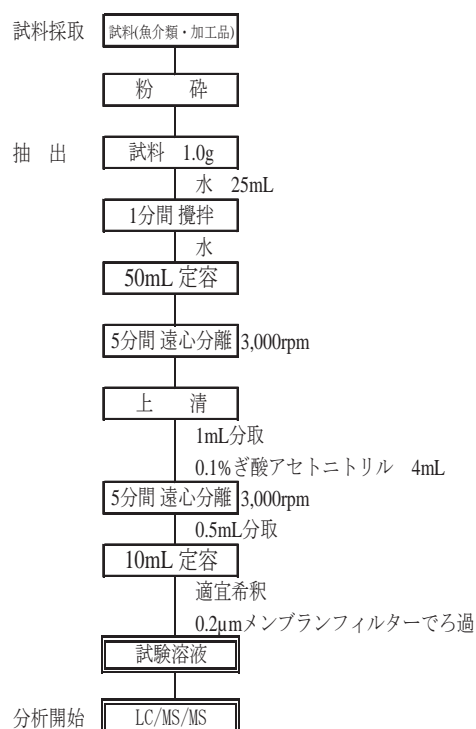 試料採取 試料(魚介類・加工品)
粉 砕
抽 出 試料 1.0g
水 25mL
1分間 攪拌
水
50mL 定容
5分間 遠心分離 3,000rpm
上 清
1mL分取
0.1%ぎ酸アセトニトリル 4mL
5分間 遠心分離 3,000rpm
0.5mL分取
10mL 定容
適宜希釈
0.2μmメンブランフィルターでろ過
試験溶液
分析開始 LC/MS/MS